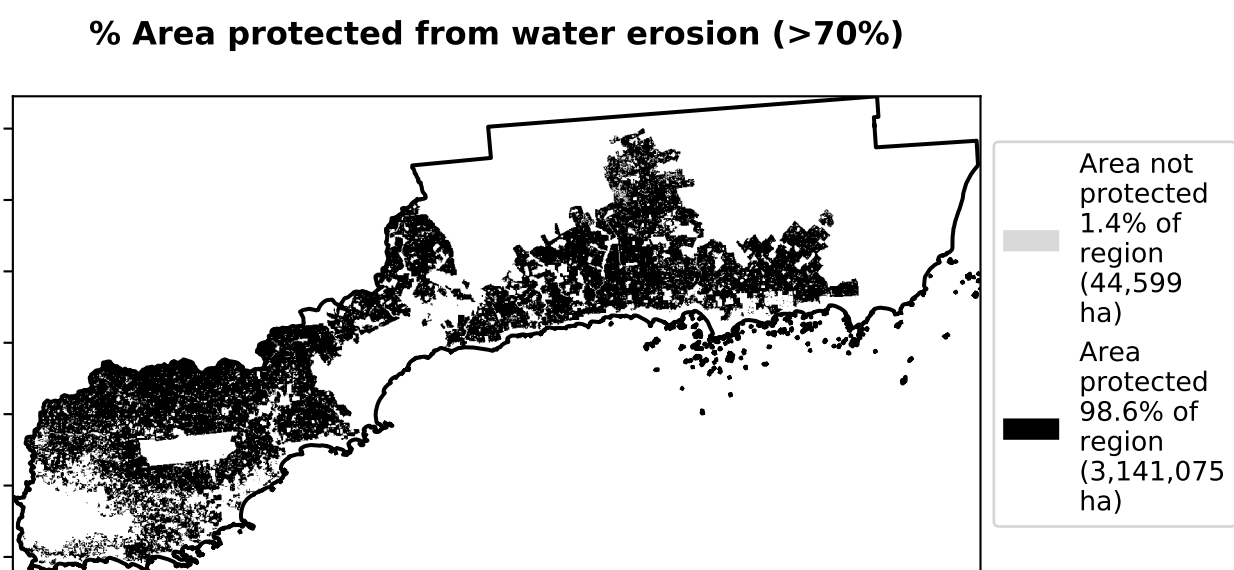 % Area protected from water erosion (>70%)
Area not
protected
1.4% of
region
(44,599
ha)
Area
protected
98.6% of
region
(3,141,075
ha)